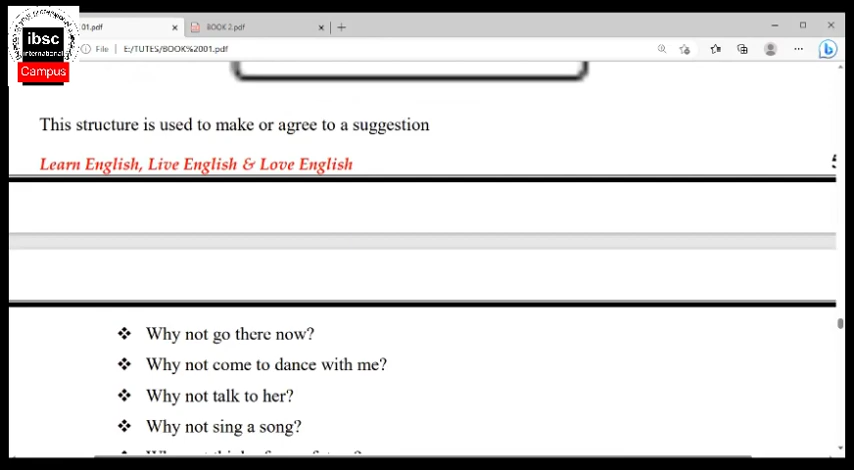 ibsc
international
Campus
01.pdf
BOOK 2.pdf
File
E:/TUTES/BOOK%2001.pdf
This structure is used to make or agree to a suggestion
Learn English, Live English & Love English
❖ Why not go there now?
❖ Why not come to dance with me?
❖ Why not talk to her?
❖ Why not sing a song?